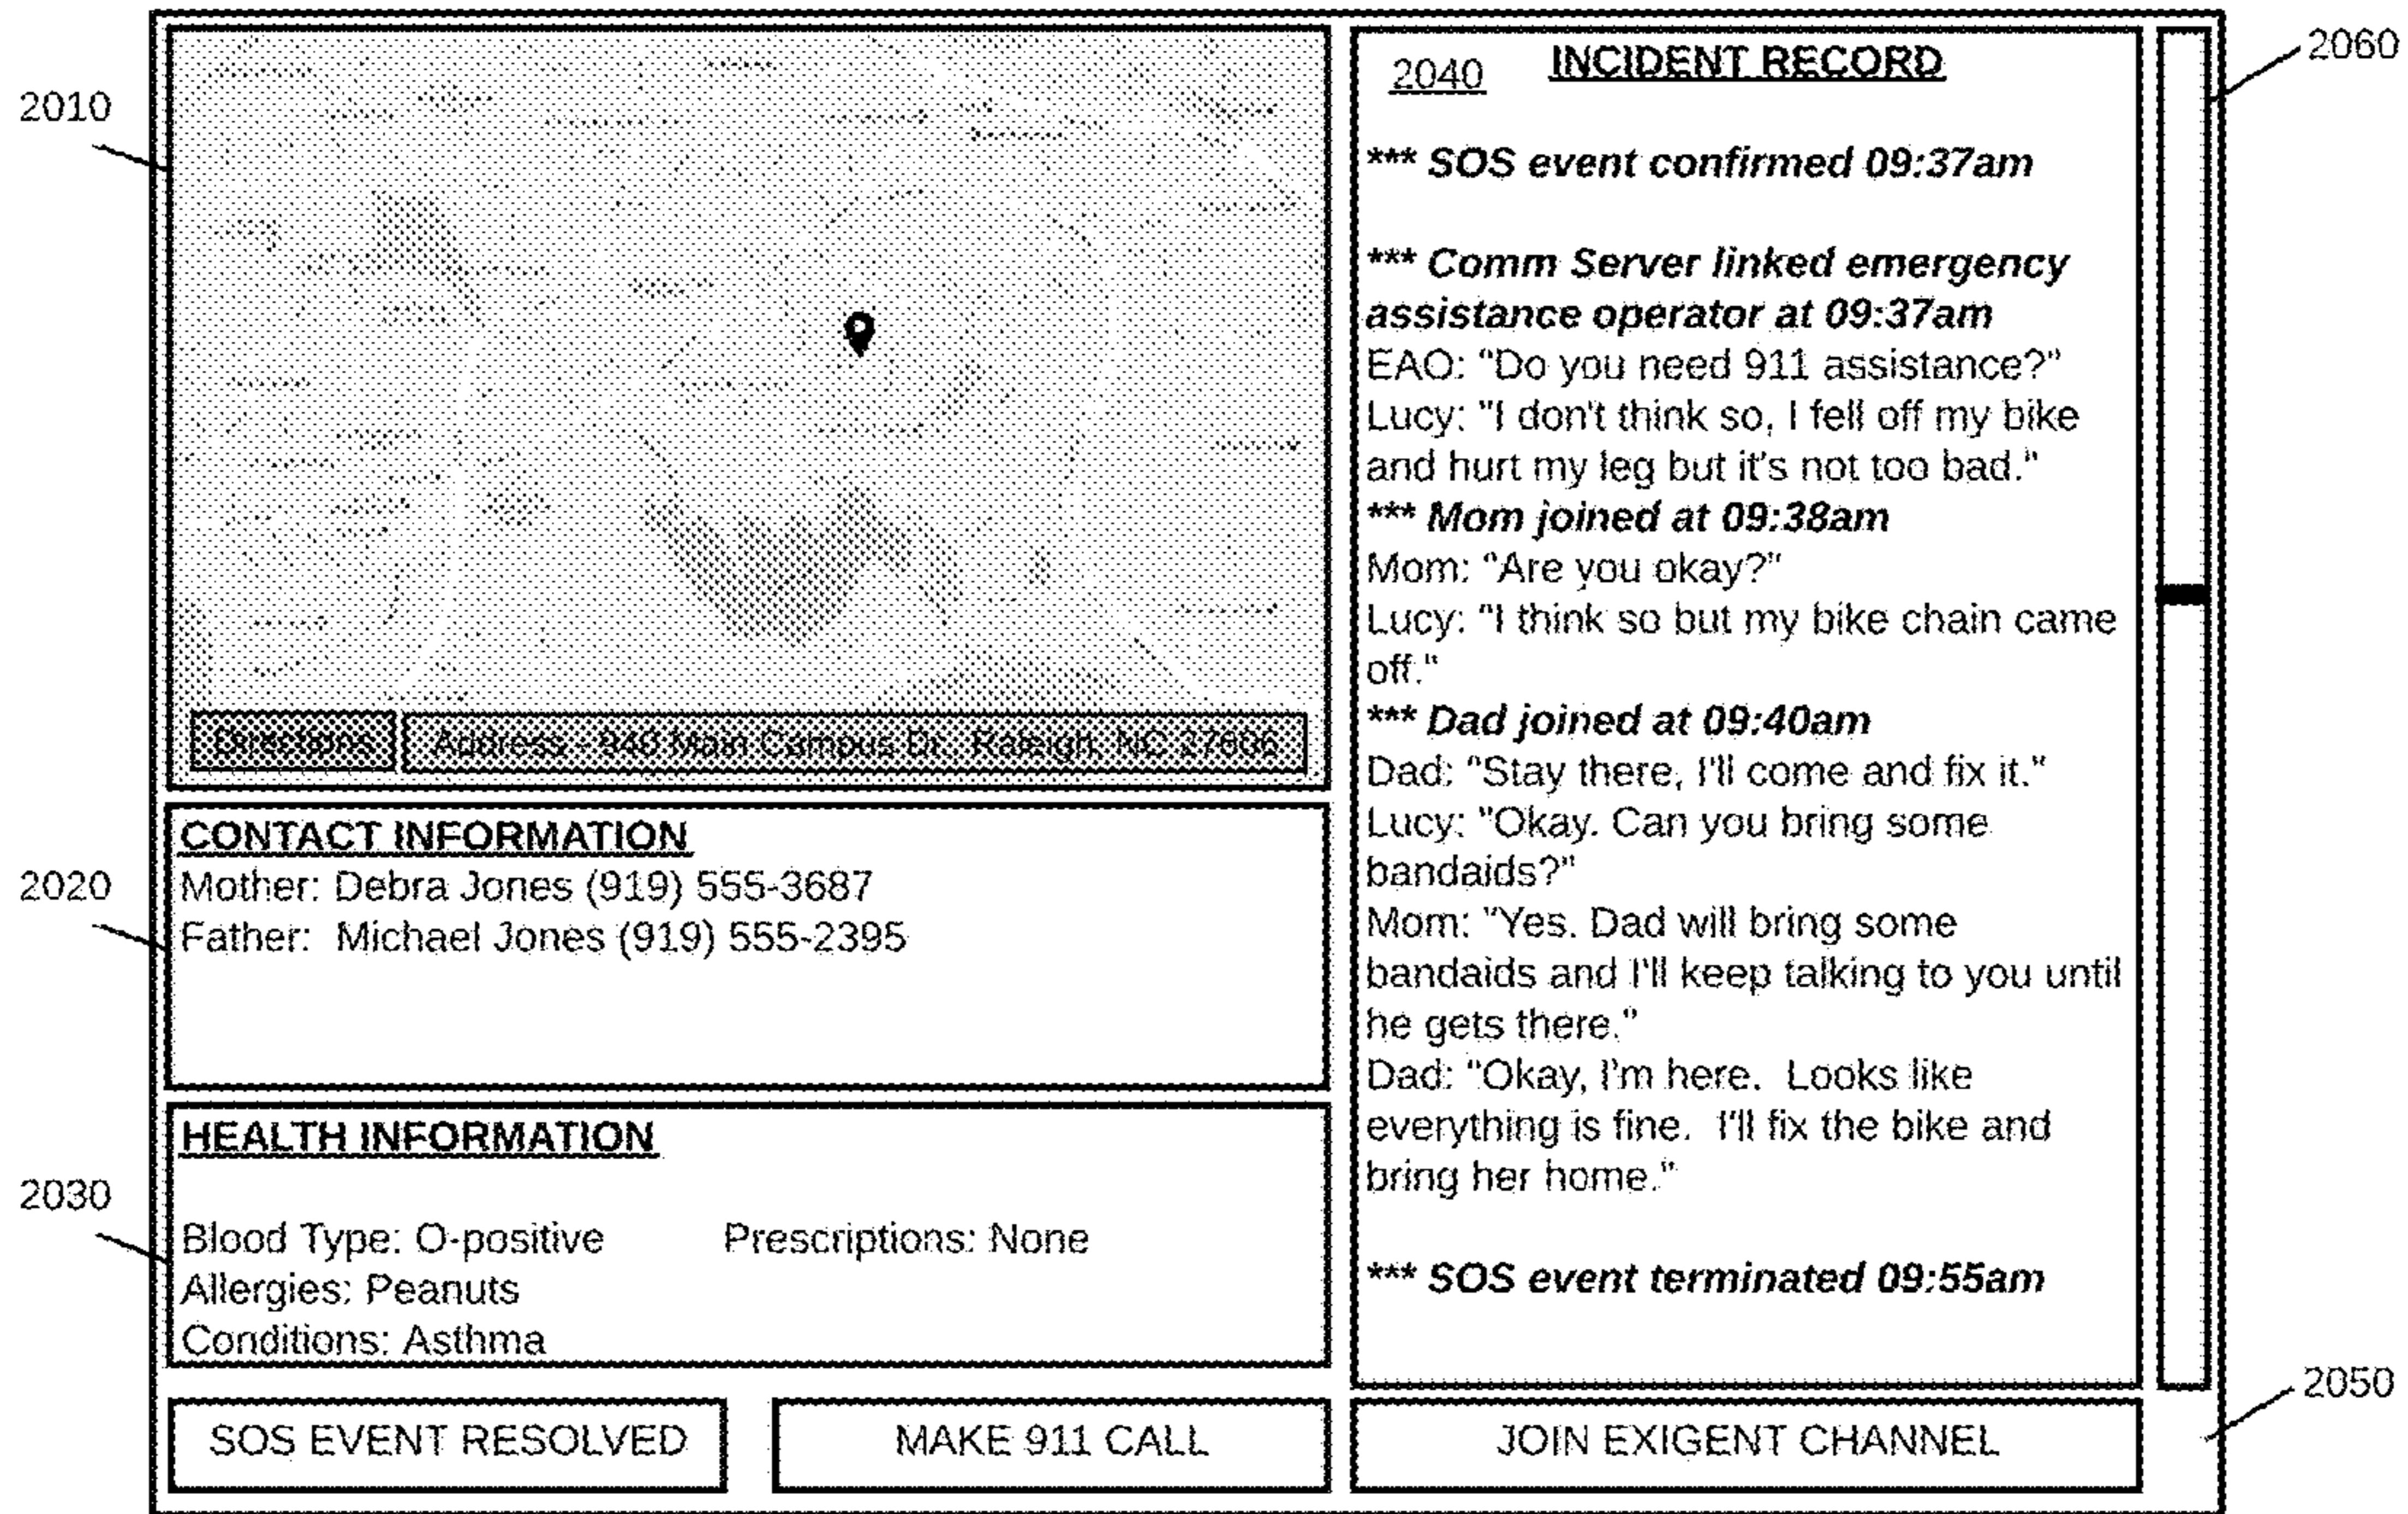 2010
Directions
Address - 940 Main Campus Dr. Raleigh, NC 27606
2020
CONTACT INFORMATION
Mother: Debra Jones (919) 555-3687
Father:  Michael Jones (919) 555-2395
2030
HEALTH INFORMATION
Blood Type: O-positive Prescriptions: None
Allergies: Peanuts
Conditions: Asthma
SOS EVENT RESOLVED
MAKE 911 CALL
2040 INCIDENT RECORD
*** SOS event confirmed 09:37am
*** Comm Server linked emergency
assistance operator at 09:37am
EAO: "Do you need 911 assistance?"
Lucy: "I don't think so, I fell off my bike
and hurt my leg but it's not too bad."
*** Mom joined at 09:38am
Mom: "Are you okay?"
Lucy: "I think so but my bike chain came
off."
*** Dad joined at 09:40am
Dad: "Stay there, I'll come and fix it."
Lucy: "Okay. Can you bring some
bandaids?"
Mom: "Yes. Dad will bring some
bandaids and I'll keep talking to you until
he gets there."
Dad: "Okay, I'm here.  Looks like
everything is fine.  I'll fix the bike and
bring her home."
*** SOS event terminated 09:55am
JOIN EXIGENT CHANNEL
2060
2050